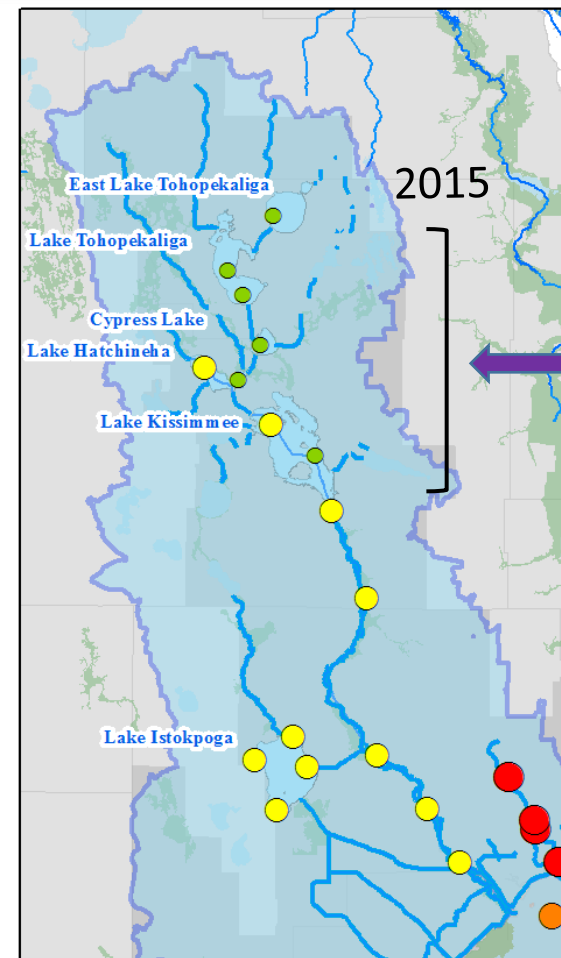 2015
East Lake Tohopekaliga
Lake Tohopekaliga
Cypress Lake
Lake Hatchineha
Lake Kissimmee
Lake Istokpoga